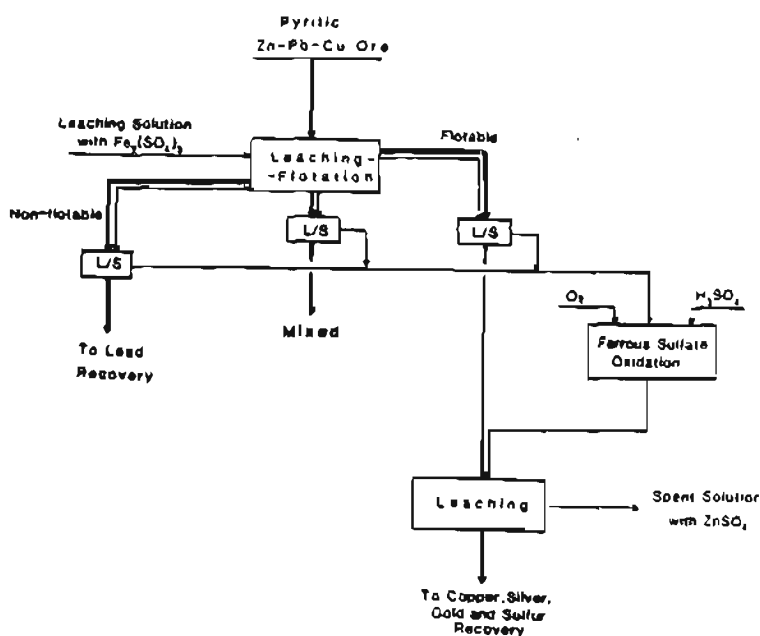 Pyritic
Zn-Pb-Cu Ore
Leaching Solution
with Fe₂(SO₄)₃
Flotable
Leaching-
-Flotation
Non-flotable
L/S
L/S
L/S
O₂
H₂SO₄
Mixed
To Lead
Recovery
Ferrous Sulfate
Oxidation
Leaching
Spent Solution
with ZnSO₄
To Copper, Silver,
Gold and Sulfur
Recovery